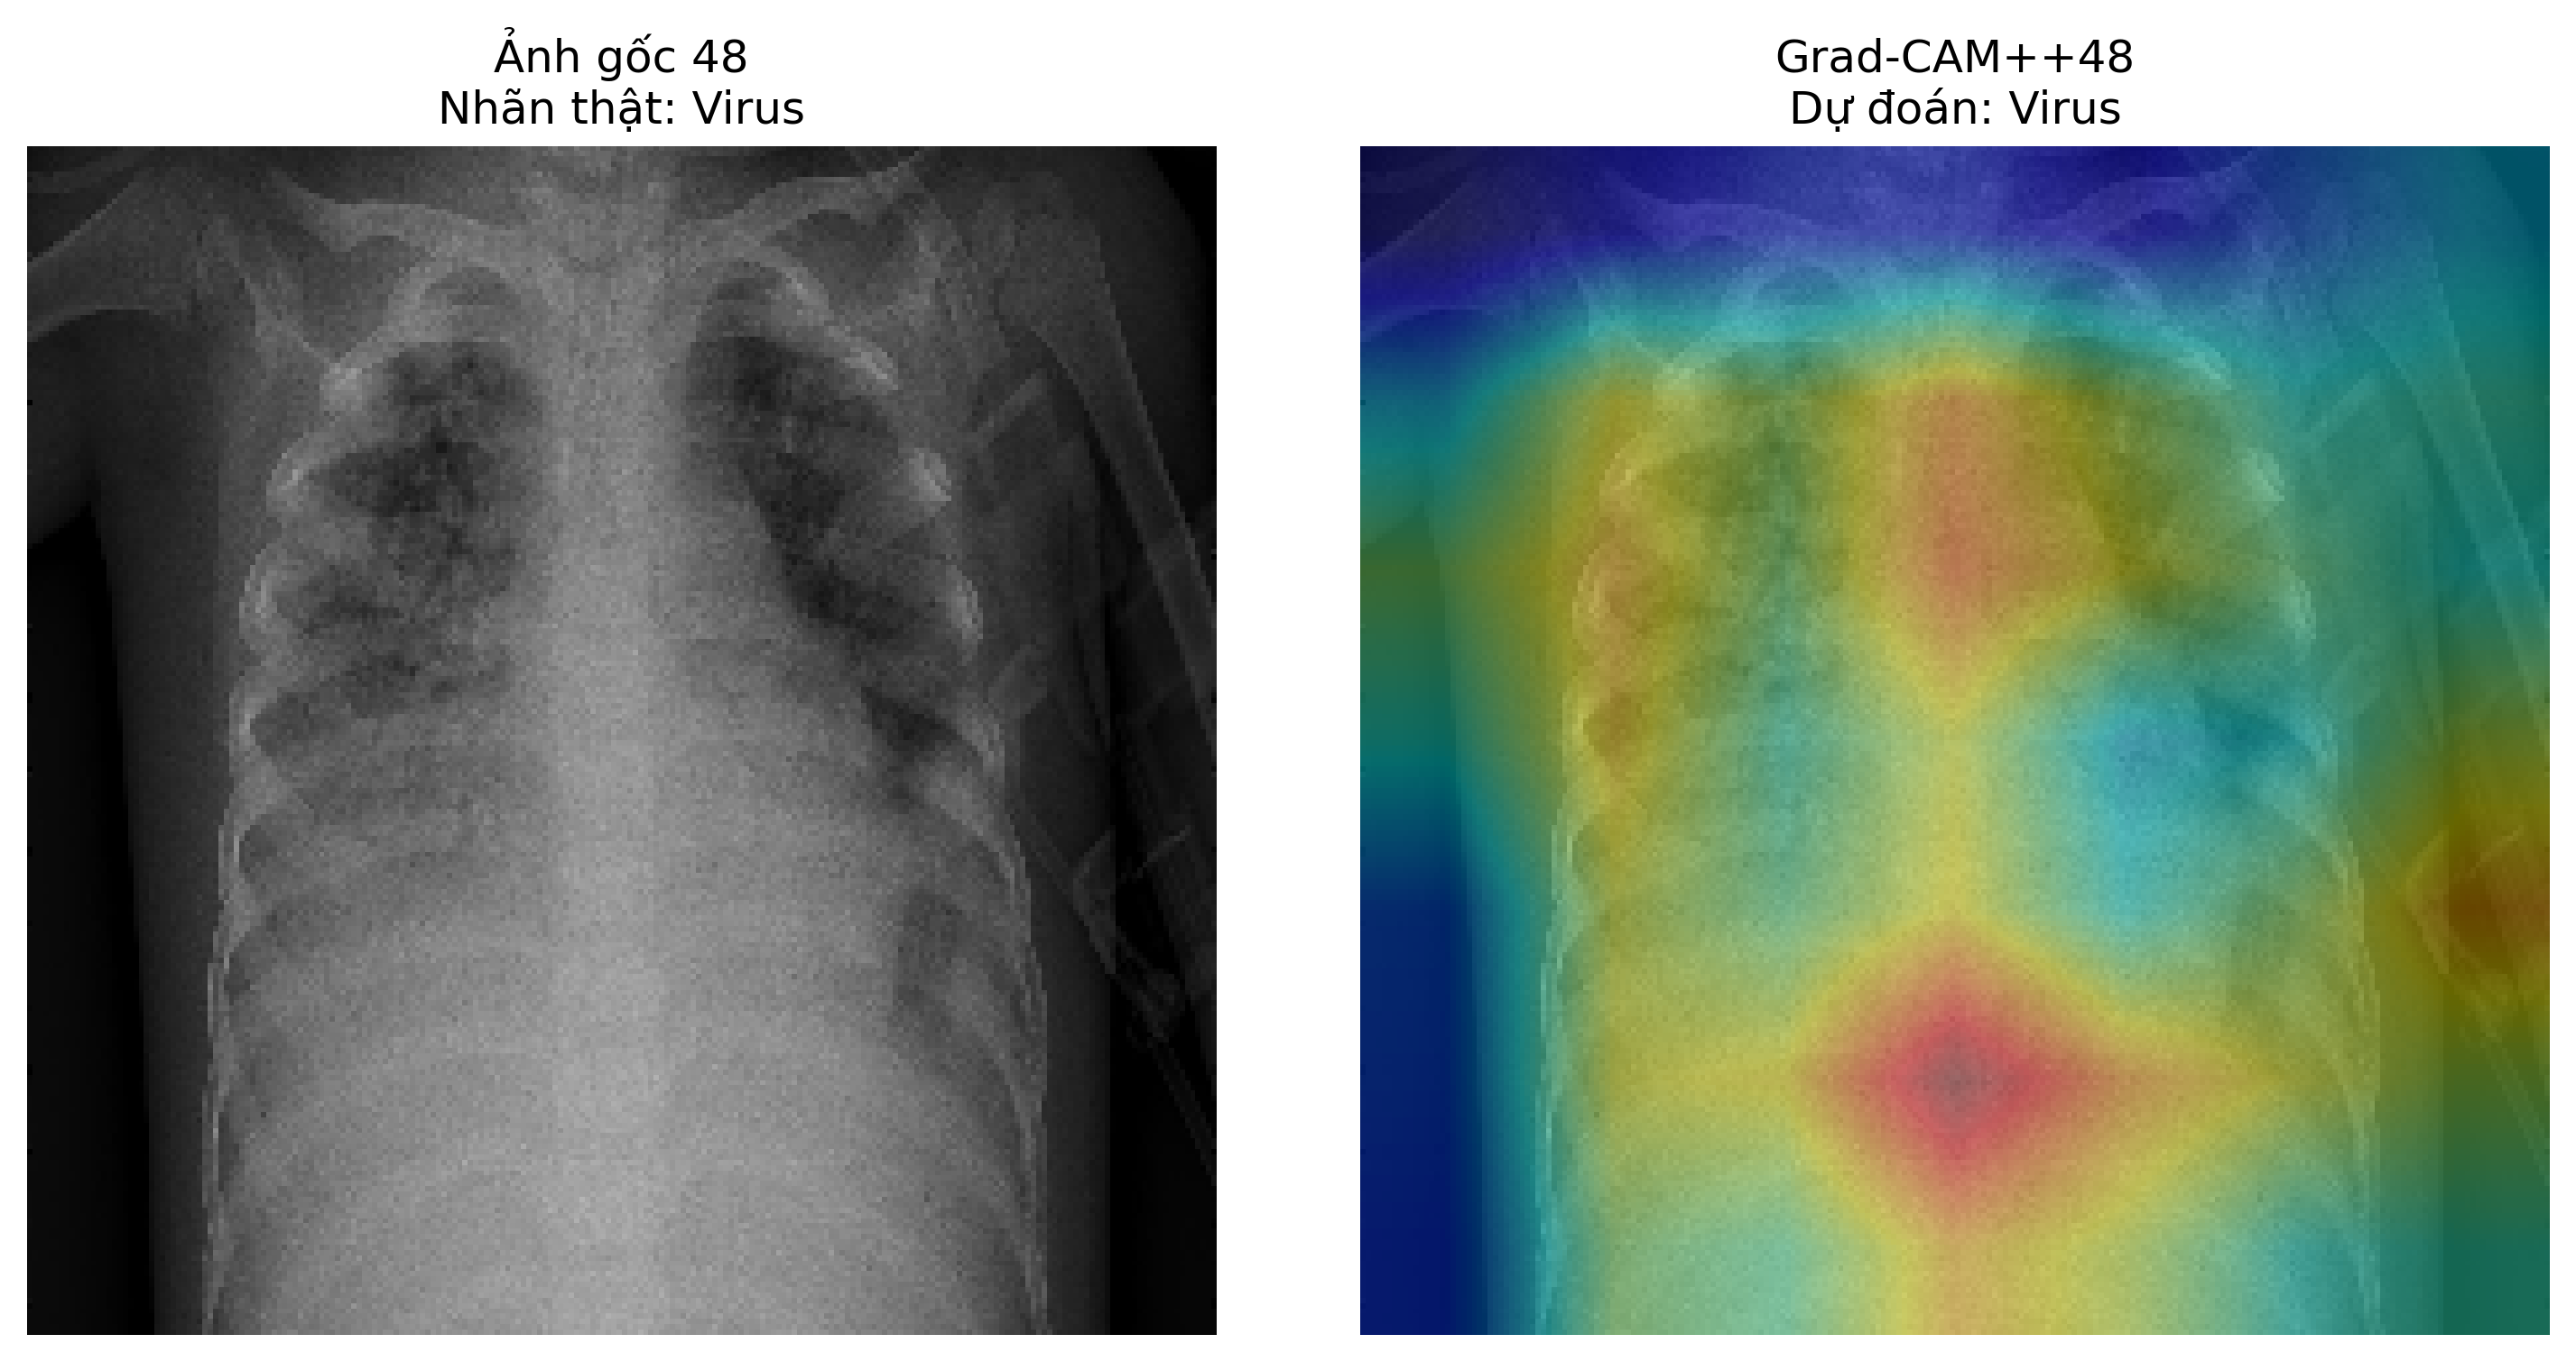 Ảnh gốc 48
Nhãn thật: Virus
Grad-CAM++48
Dự đoán: Virus